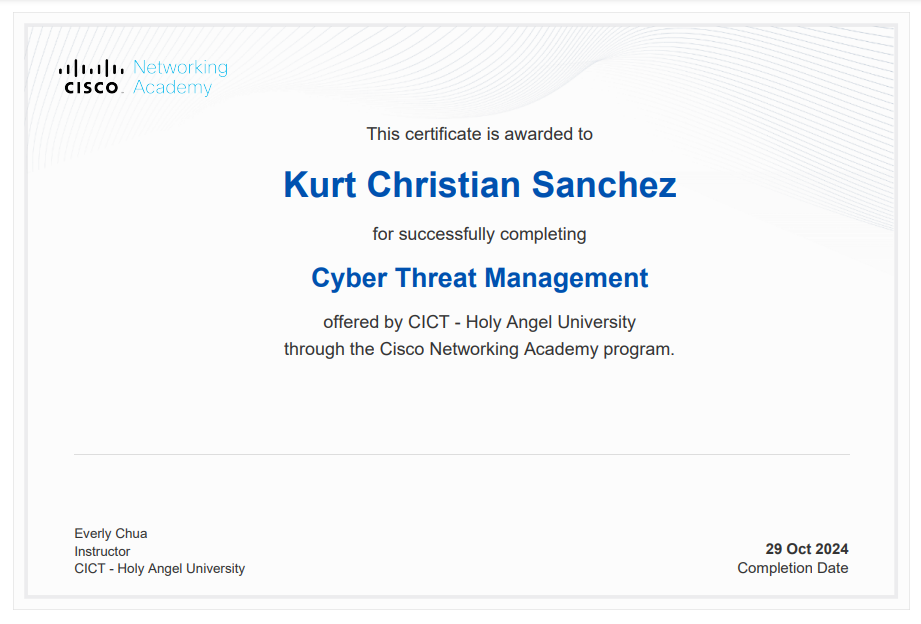 CISCO. Networking
Academy
This certificate is awarded to
Kurt Christian Sanchez
for successfully completing
Cyber Threat Management
offered by CICT - Holy Angel University
through the Cisco Networking Academy program.
Everly Chua
Instructor
CICT - Holy Angel University
29 Oct 2024
Completion Date